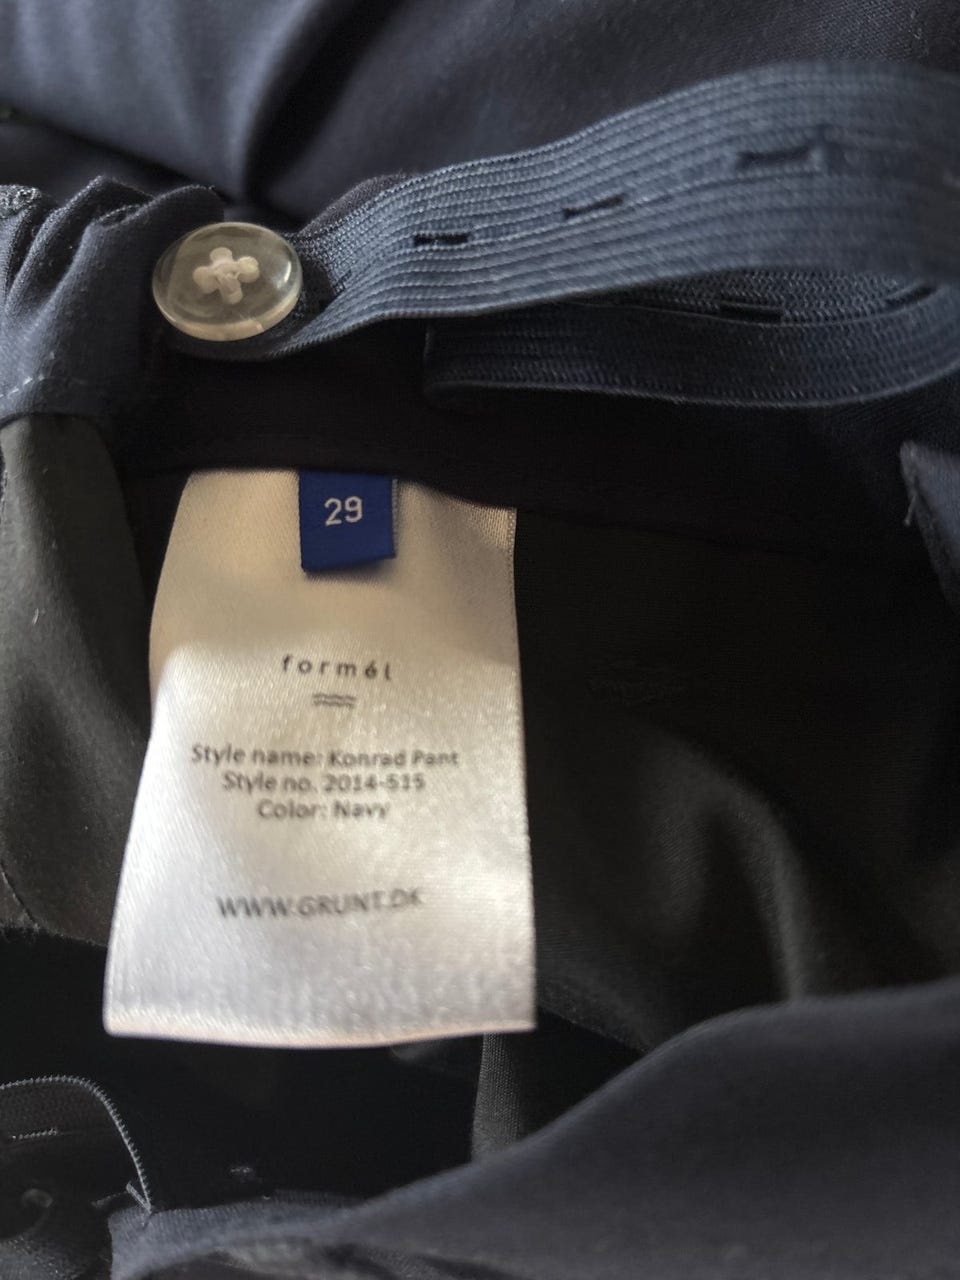 29
formél
Style name: Konrad Pant
Style no. 2014-515
Color: Navy
WWW.GRUNT.DK